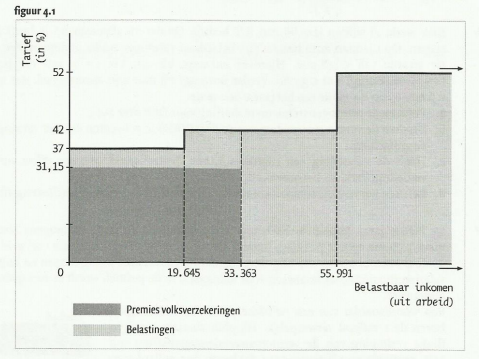 figuur 4.1
Tarief
(in %)
52
42
37
31,15
0
19.645
33.363
55.991
Belastbaar inkomen
(uit arbeid)
Premies volksverzekeringen
Belastingen